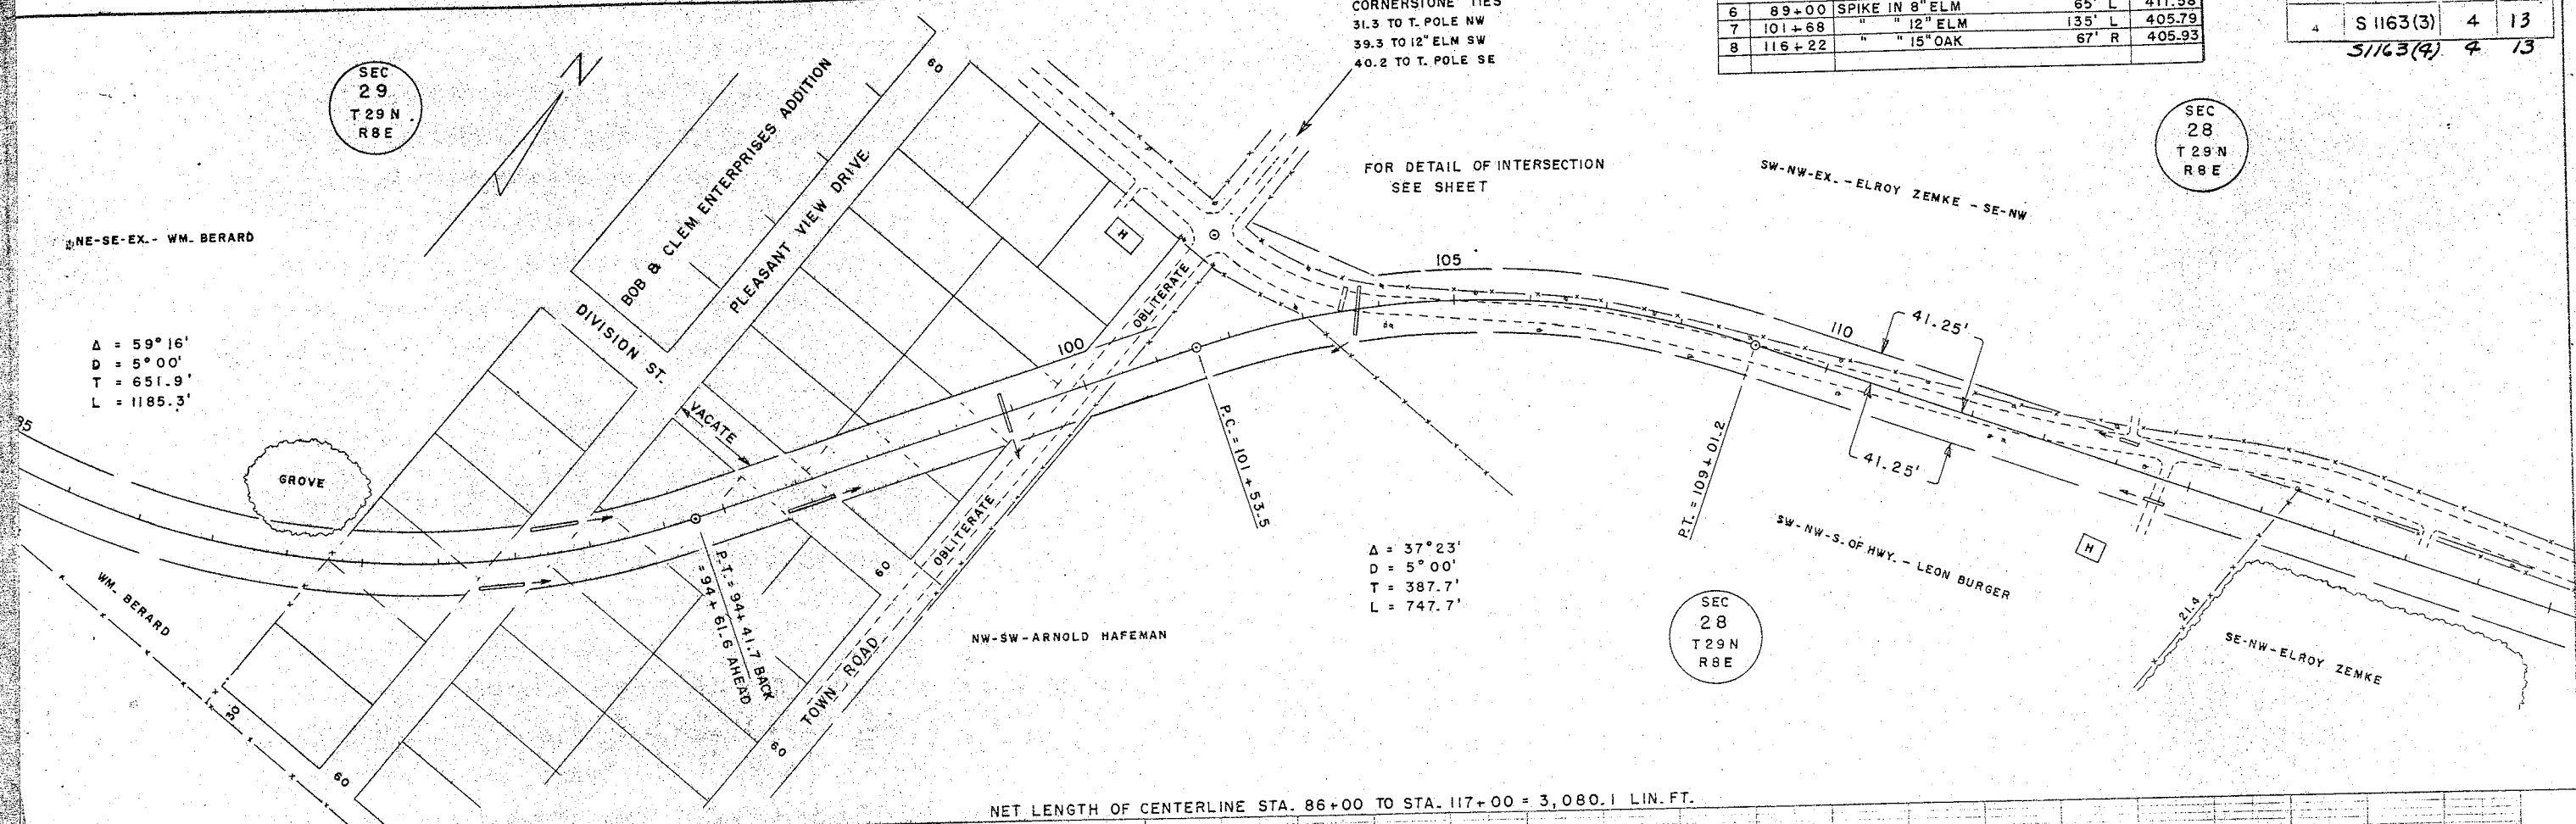 CORNERSTONE TIES
31.3 TO T. POLE NW
39.3 TO 12" ELM SW
40.2 TO T. POLE SE
6 89+00 SPIKE IN 8" ELM 65' L 411.58
7 101+68 " " 12" ELM 135' L 405.79
8 116+22 " " 15" OAK 67' R 405.93
4 S 1163(3) 4 13
S1163(4) 4 13
SEC
29
T 29 N
R 8 E
N
60
BOB & CLEM ENTERPRISES ADDITION
PLEASANT VIEW DRIVE
FOR DETAIL OF INTERSECTION
SEE SHEET
SW-NW-EX. - ELROY ZEMKE - SE-NW
SEC
28
T 29 N
R 8 E
NE-SE-EX. - WM. BERARD
H
OBLITERATE
105
110
41.25'
41.25'
DIVISION ST.
100
Δ = 59°16'
D = 5°00'
T = 651.9'
L = 1185.3'
VACATE
GROVE
P.C. = 101 + 53.5
P.T. = 109 + 01.2
OBLITERATE
SW-NW-S. OF HWY. - LEON BURGER
H
WM. BERARD
P.T. = 94 + 41.7 BACK
= 94 + 61.6 AHEAD
60
TOWN ROAD
NW-SW-ARNOLD HAFEMAN
Δ = 37°23'
D = 5°00'
T = 387.7'
L = 747.7'
SEC
28
T 29 N
R 8 E
21.4
SE-NW-ELROY ZEMKE
30
60
60
NET LENGTH OF CENTERLINE STA. 86+00 TO STA. 117+00 = 3,080.1 LIN. FT.